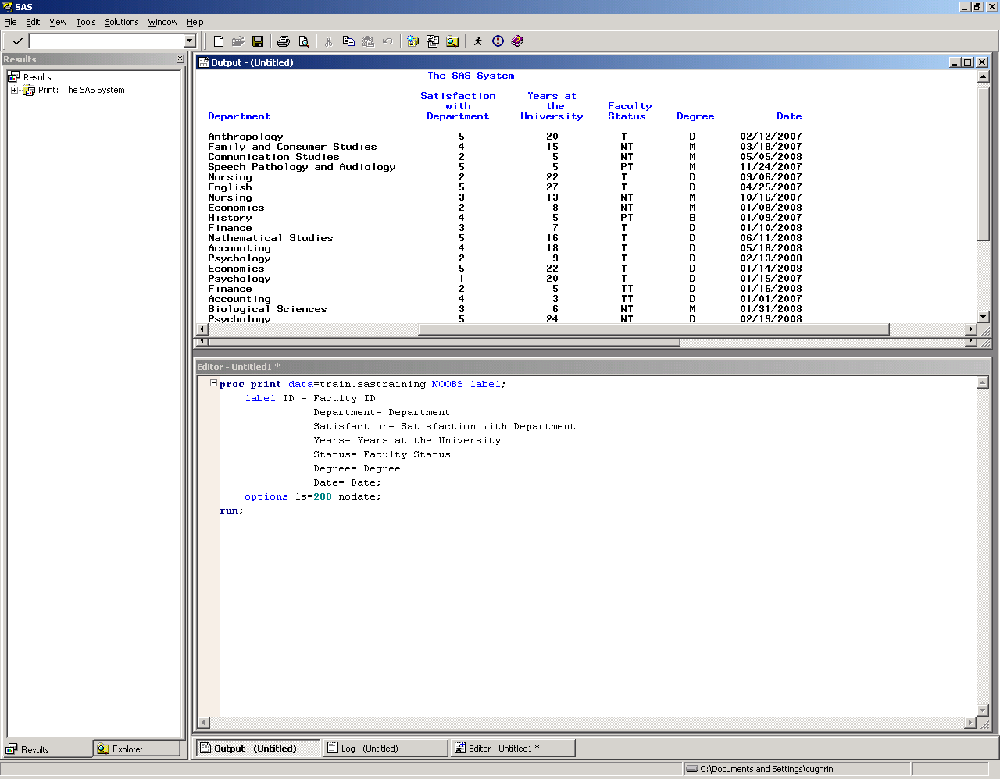 SAS
File Edit View Tools Solutions Window Help
Results
Results
Print: The SAS System
Output - (Untitled)
The SAS System
Satisfaction Years at
with the Faculty
Department Department University Status Degree Date
Anthropology 5 20 T D 02/12/2007
Family and Consumer Studies 4 15 NT M 03/18/2007
Communication Studies 2 5 NT M 05/05/2008
Speech Pathology and Audiology 5 5 PT M 11/24/2007
Nursing 2 22 T D 09/06/2007
English 5 27 T D 04/25/2007
Nursing 3 13 NT M 10/16/2007
Economics 2 8 NT M 01/08/2008
History 4 5 PT B 01/09/2007
Finance 3 7 T D 01/10/2008
Mathematical Studies 5 16 T D 06/11/2008
Accounting 4 18 T D 05/18/2008
Psychology 2 9 T D 02/13/2008
Economics 5 22 T D 01/14/2008
Psychology 1 20 T D 01/15/2007
Finance 2 5 TT D 01/16/2008
Accounting 4 3 TT D 01/01/2007
Biological Sciences 3 6 NT M 01/31/2008
Psychology 5 24 NT D 02/19/2008
Editor - Untitled1 *
proc print data=train.sastraining NOOBS label;
label ID = Faculty ID
Department= Department
Satisfaction= Satisfaction with Department
Years= Years at the University
Status= Faculty Status
Degree= Degree
Date= Date;
options ls=200 nodate;
run;
Results Explorer
Output - (Untitled) Log - (Untitled) Editor - Untitled1 *
C:\Documents and Settings\cughrin